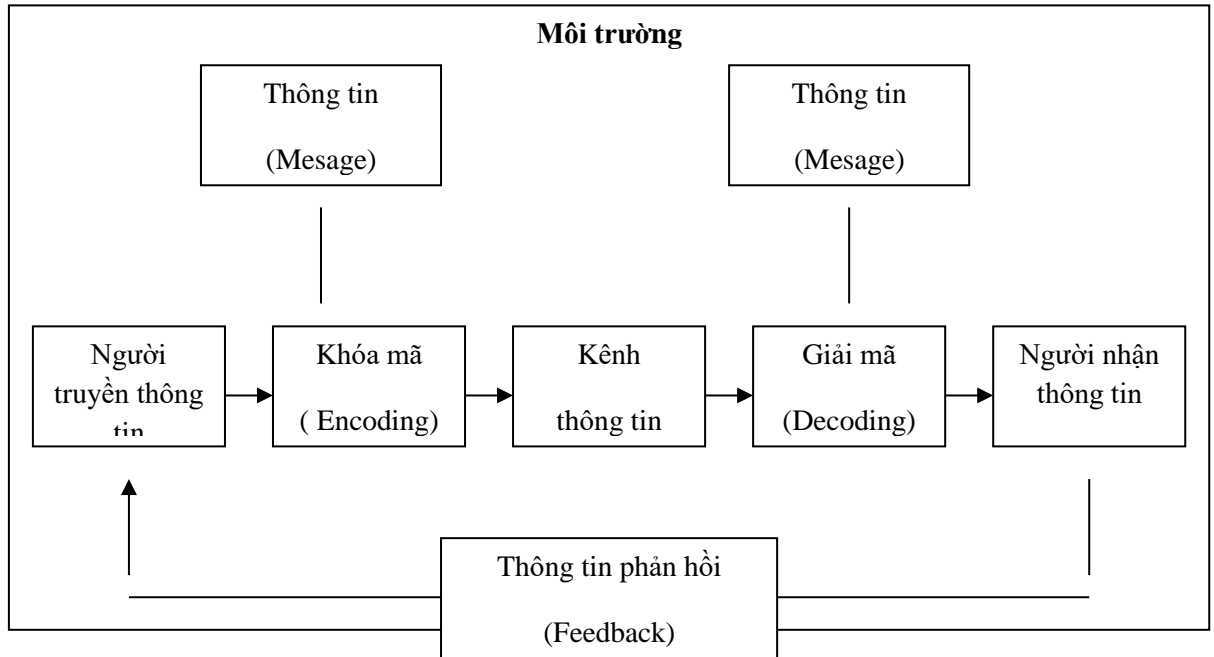 Môi trường
Thông tin
(Mesage)
Thông tin
(Mesage)
Người
truyền thông
tin
Khóa mã
( Encoding)
Kênh
thông tin
Giải mã
(Decoding)
Người nhận
thông tin
Thông tin phản hồi
(Feedback)